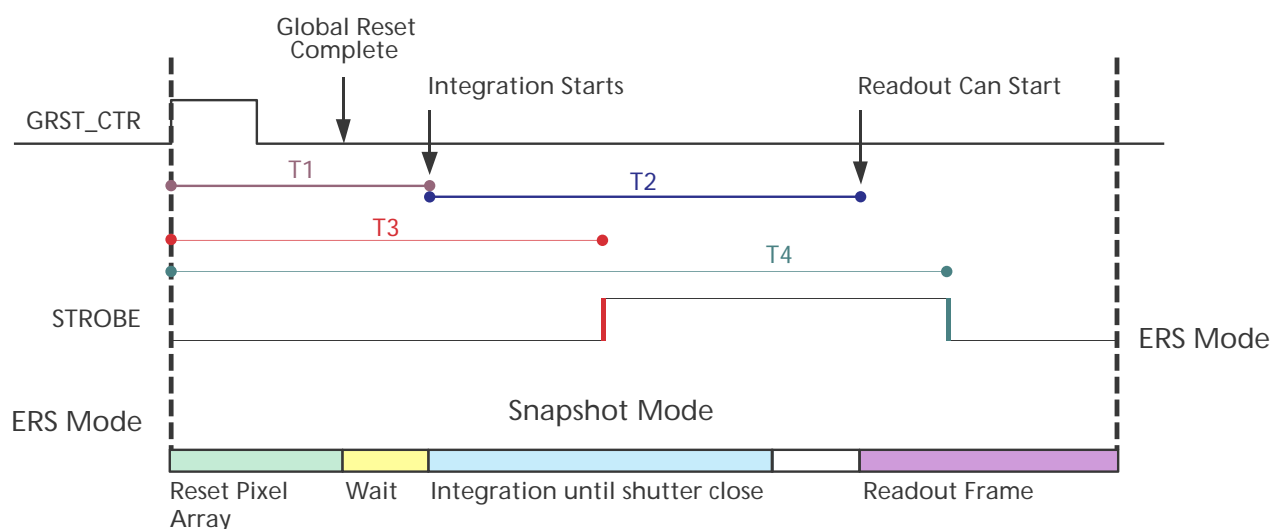 Global Reset
Complete
Integration Starts
Readout Can Start
GRST_CTR
T1
T2
T3
T4
STROBE
ERS Mode
ERS Mode
Snapshot Mode
Reset Pixel
Array
Wait
Integration until shutter close
Readout Frame